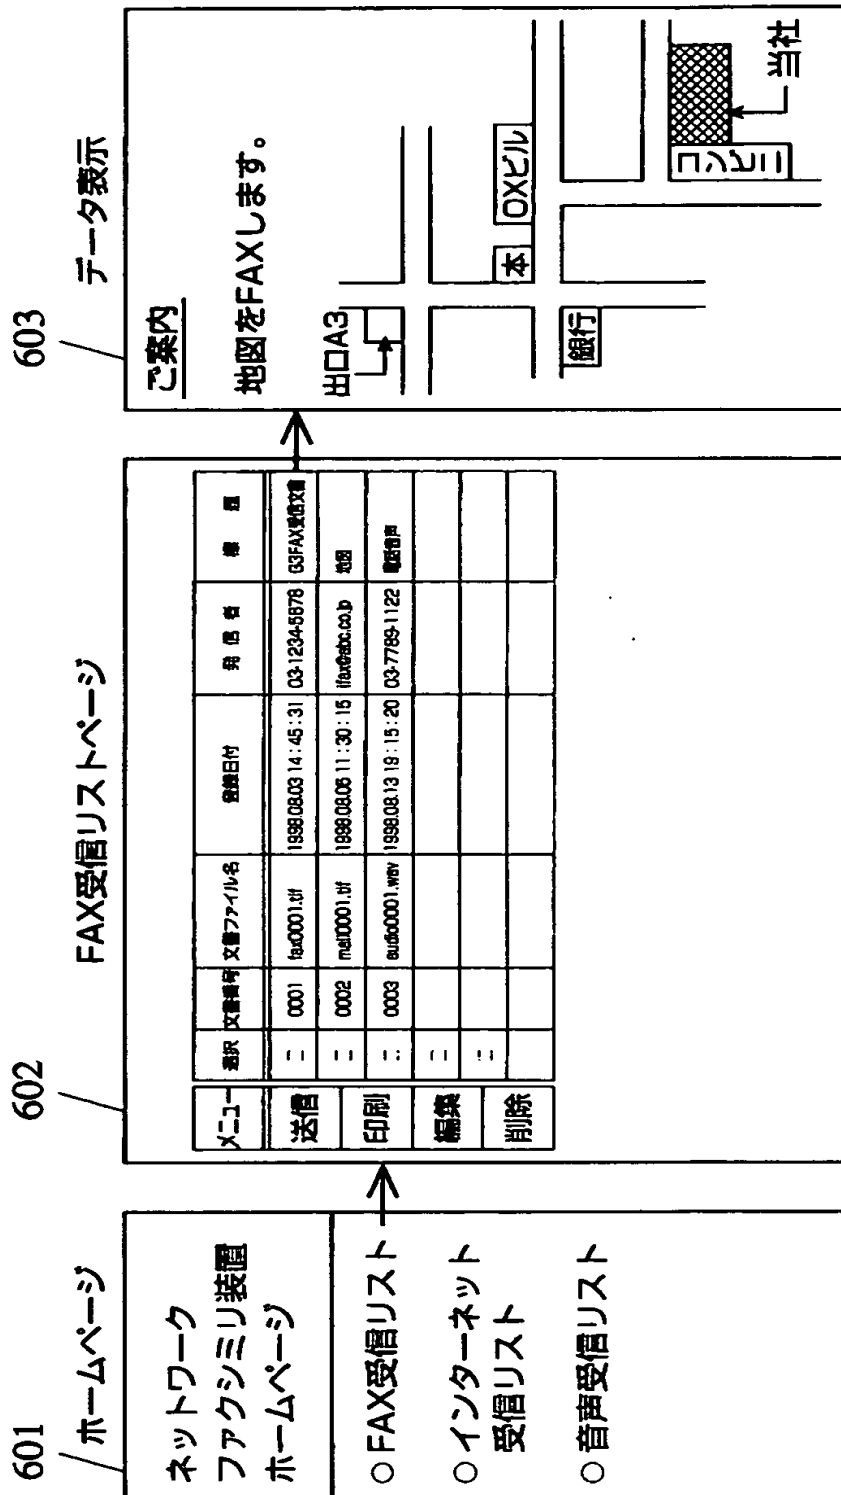 601
ホームページ
ネットワーク
ファクシミリ装置
ホームページ
○ FAX受信リスト
○ インターネット
受信リスト
○ 音声受信リスト
602
FAX受信リストページ
メニュー
送信
印刷
編集
削除
選択 文書番号 文書ファイル名 登録日付 発信者 標題
0001 fax0001.tif 1998.08.03 14:45:31 03-1234-5678 G3FAX受信文書
0002 mail0001.tif 1998.08.05 11:30:15 ifax@abc.co.jp 地図
0003 audio0001.wav 1998.08.13 19:15:20 03-7789-1122 電話音声
603
データ表示
ご案内
地図をFAXします。
出口A3
本
OXビル
銀行
コンビニ
当社